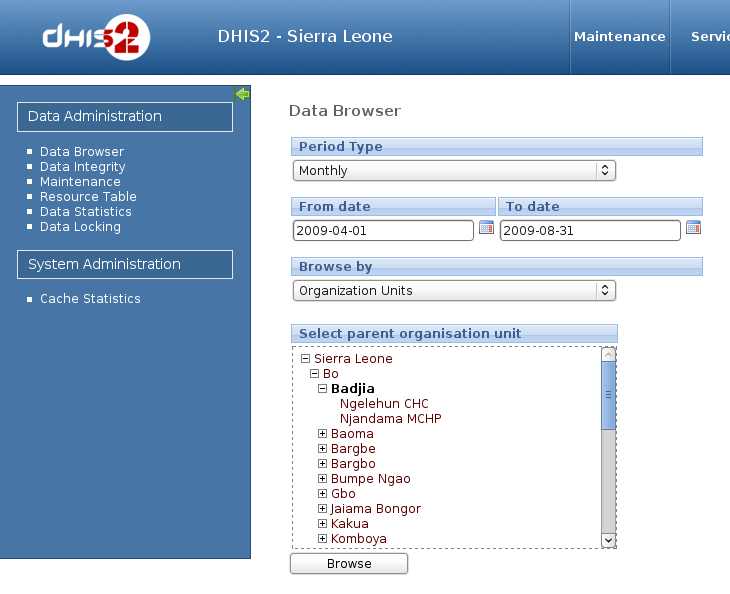 dHIS2
DHIS2 - Sierra Leone
Maintenance
Data Administration
Data Browser
Data Integrity
Maintenance
Resource Table
Data Statistics
Data Locking
System Administration
Cache Statistics
Data Browser
Period Type
Monthly
From date To date
2009-04-01 2009-08-31
Browse by
Organization Units
Select parent organisation unit
Sierra Leone
Bo
Badjia
Ngelehun CHC
Njandama MCHP
Baoma
Bargbe
Bargbo
Bumpe Ngao
Gbo
Jaiama Bongor
Kakua
Komboya
Browse